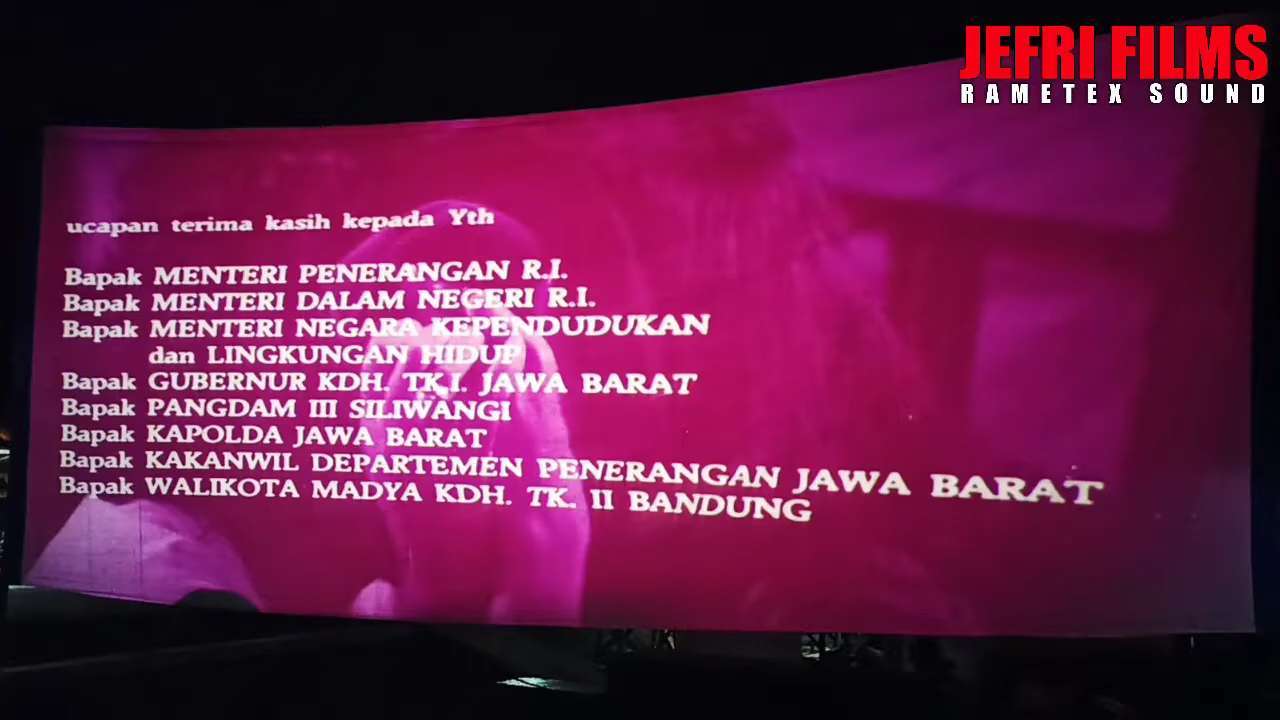 JEFRI FILMS
RAMETEX SOUND
ucapan terima kasih kepada Yth
Bapak MENTERI PENERANGAN R.I.
Bapak MENTERI DALAM NEGERI R.I.
Bapak MENTERI NEGARA KEPENDUDUKAN
dan LINGKUNGAN HIDUP
Bapak GUBERNUR KDH. TK.I. JAWA BARAT
Bapak PANGDAM III SILIWANGI
Bapak KAPOLDA JAWA BARAT
Bapak KAKANWIL DEPARTEMEN PENERANGAN JAWA BARAT
Bapak WALIKOTA MADYA KDH. TK. II BANDUNG